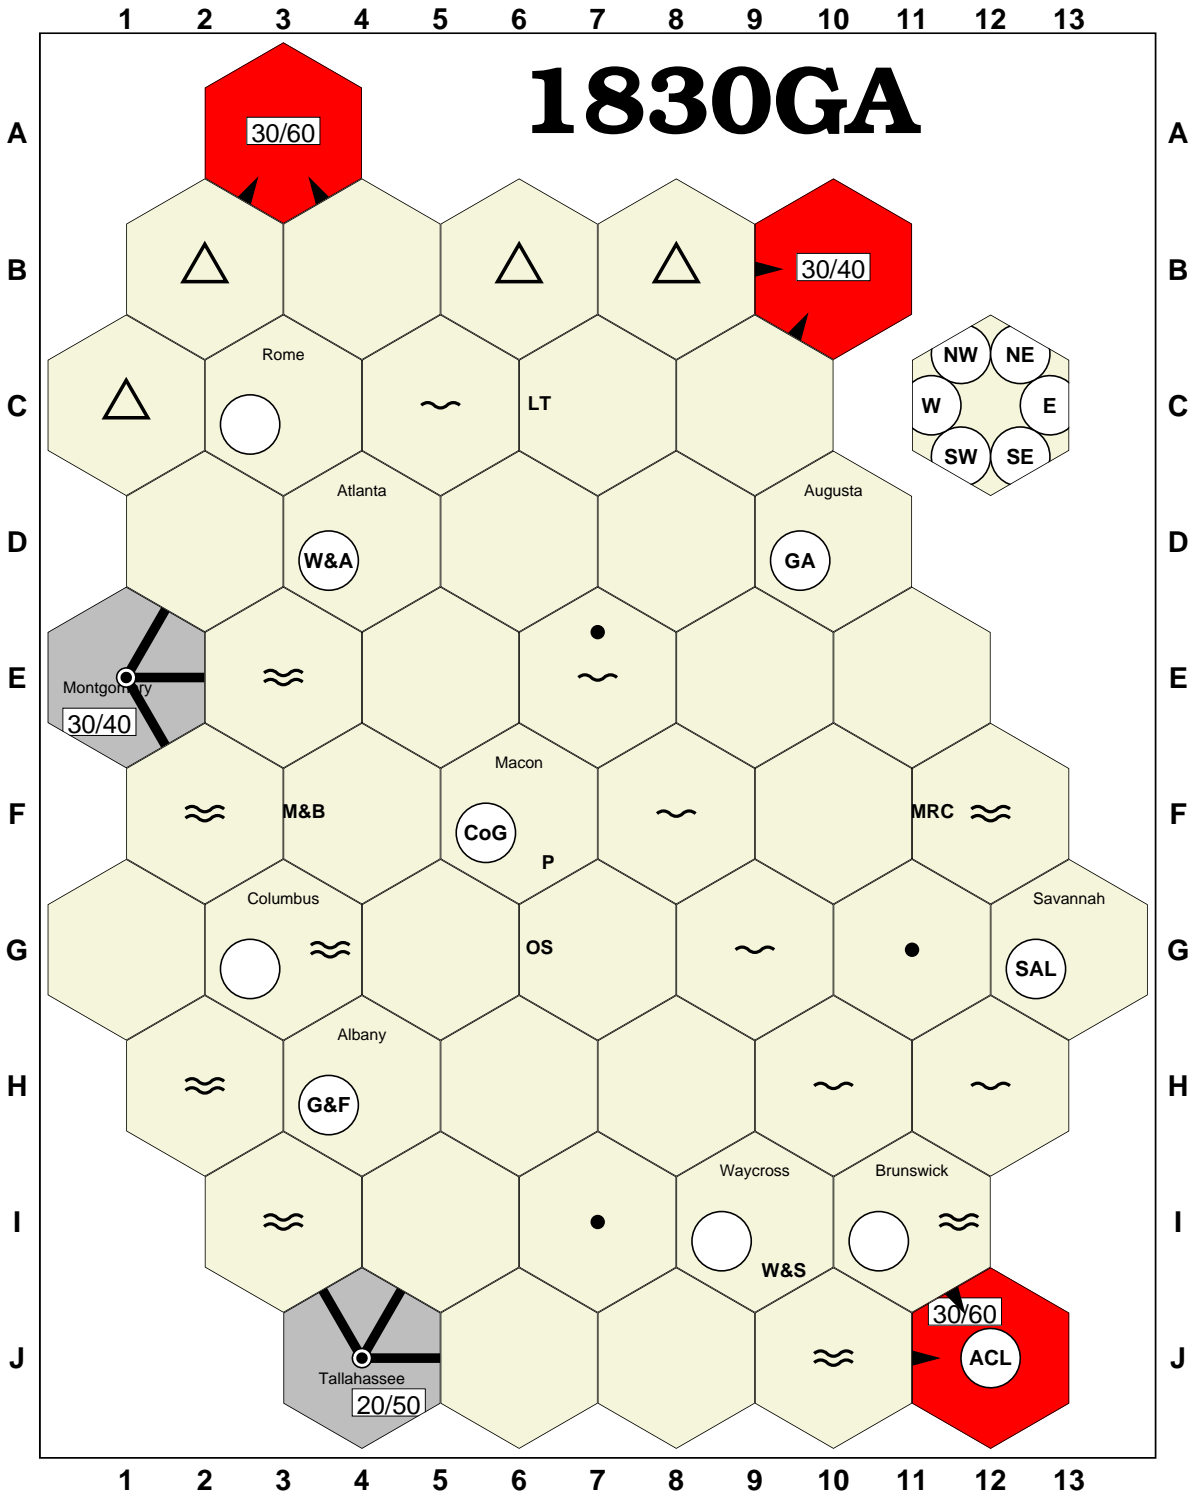 1 2 3 4 5 6 7 8 9 10 11 12 13
1830GA
A 30/60 A
B 30/40 B
Rome
NW NE
C LT W E C
SW SE
Atlanta Augusta
D W&A GA D
E E
Montgomery
30/40
Macon
F M&B CoG MRC F
P
Columbus Savannah
G OS SAL G
Albany
H G&F H
Waycross Brunswick
I I
W&S
30/60
J ACL J
Tallahassee
20/50
1 2 3 4 5 6 7 8 9 10 11 12 13